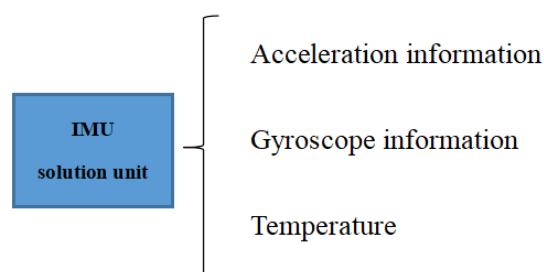 IMU
solution unit
Acceleration information
Gyroscope information
Temperature